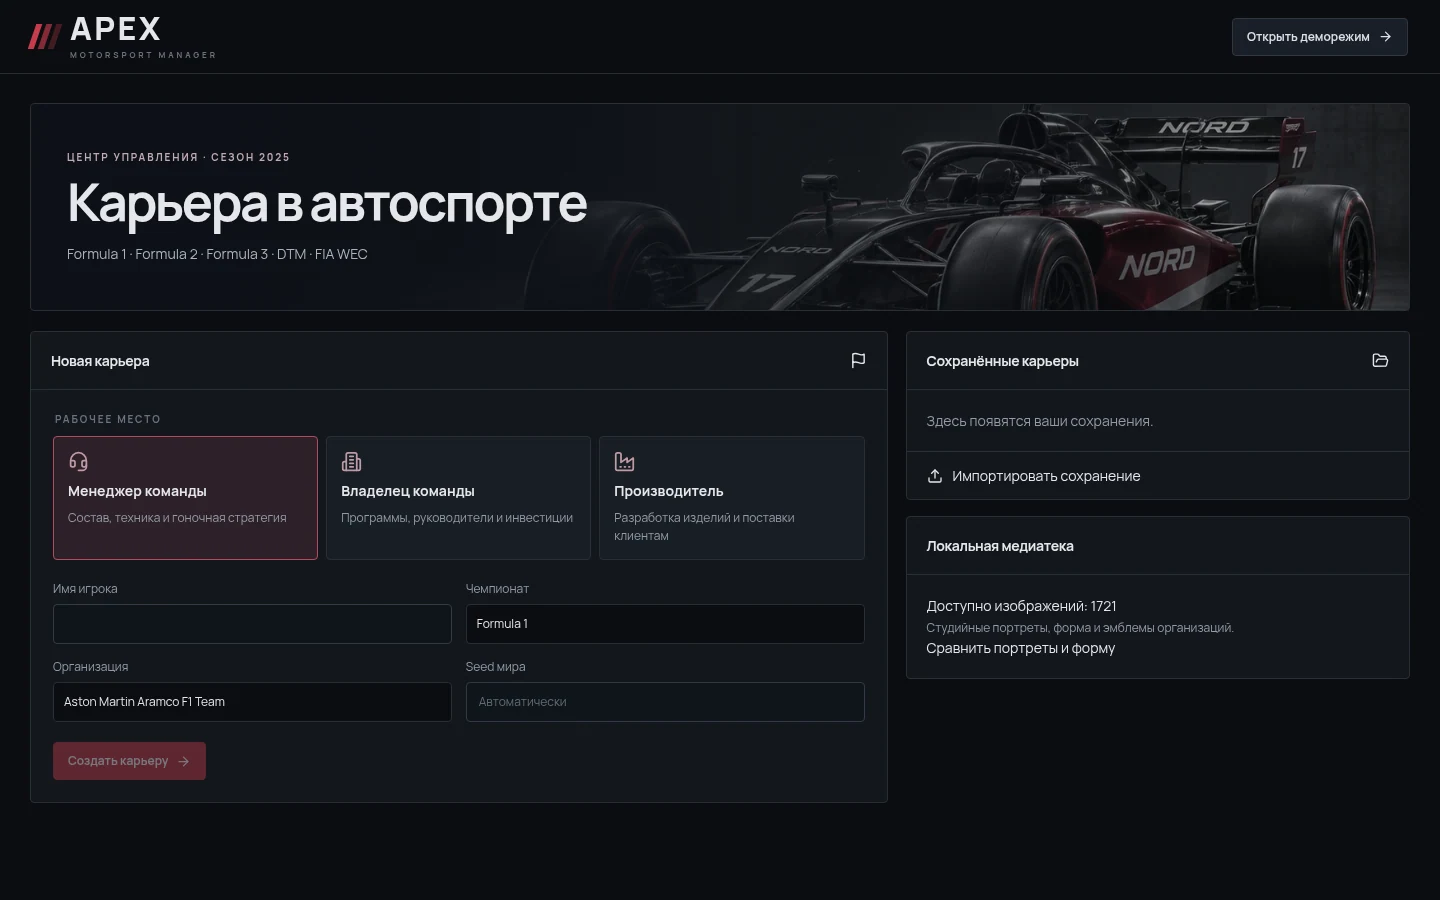 APEX
MOTORSPORT MANAGER
Открыть деморежим
ЦЕНТР УПРАВЛЕНИЯ · СЕЗОН 2025
Карьера в автоспорте
Formula 1 · Formula 2 · Formula 3 · DTM · FIA WEC
NORD
17
NORD
17
NORD
Новая карьера
РАБОЧЕЕ МЕСТО
Менеджер команды
Состав, техника и гоночная стратегия
Владелец команды
Программы, руководители и инвестиции
Производитель
Разработка изделий и поставки
клиентам
Имя игрока
Чемпионат
Formula 1
Организация
Seed мира
Aston Martin Aramco F1 Team
Автоматически
Создать карьеру
Сохранённые карьеры
Здесь появятся ваши сохранения.
Импортировать сохранение
Локальная медиатека
Доступно изображений: 1721
Студийные портреты, форма и эмблемы организаций.
Сравнить портреты и форму